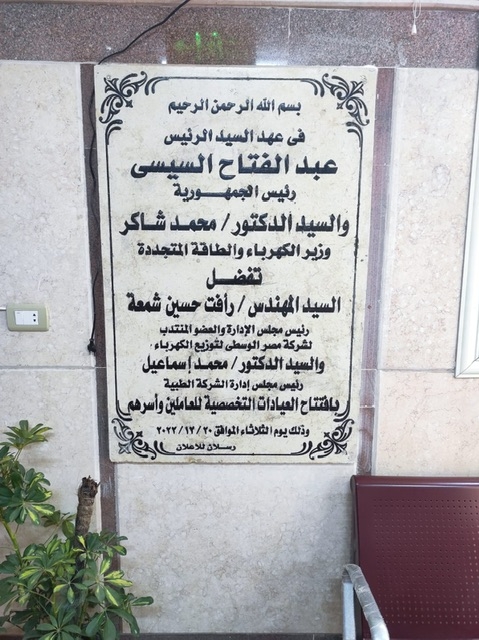 بسم الله الرحمن الرحيم
فى عهد السيد الرئيس
عبد الفتاح السيسى
رئيس الجمهورية
والسيد الدكتور / محمد شاكر
وزير الكهرباء والطاقة المتجددة
تفضل
السيد المهندس / رأفت حسين شمعة
رئيس مجلس الإدارة والعضو المنتدب
لشركة مصر الوسطى لتوزيع الكهرباء
والسيد الدكتور / محمد إسماعيل
رئيس مجلس إدارة الشركة الطبية
بافتتاح العيادات التخصصية للعاملين وأسرهم
وذلك يوم الثلاثاء الموافق ٢٠ / ١٢ / ٢٠٢٢
رسلان للاعلان